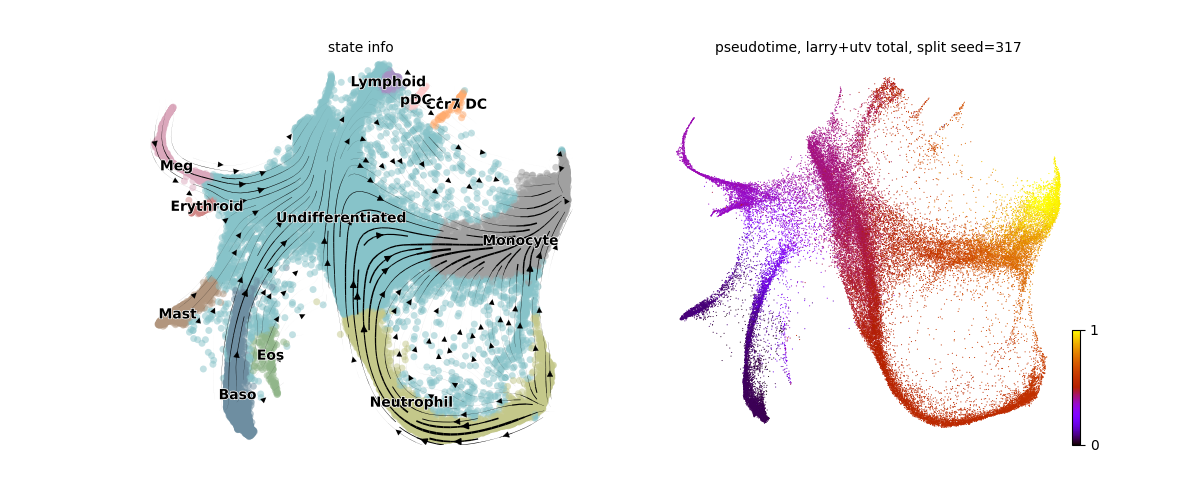 state info
pseudotime, larry+utv total, split seed=317
Lymphoid
pDC
Ccr7 DC
Meg
Erythroid
Undifferentiated
Monocyte
Mast
Eos
Baso
Neutrophil
1
0